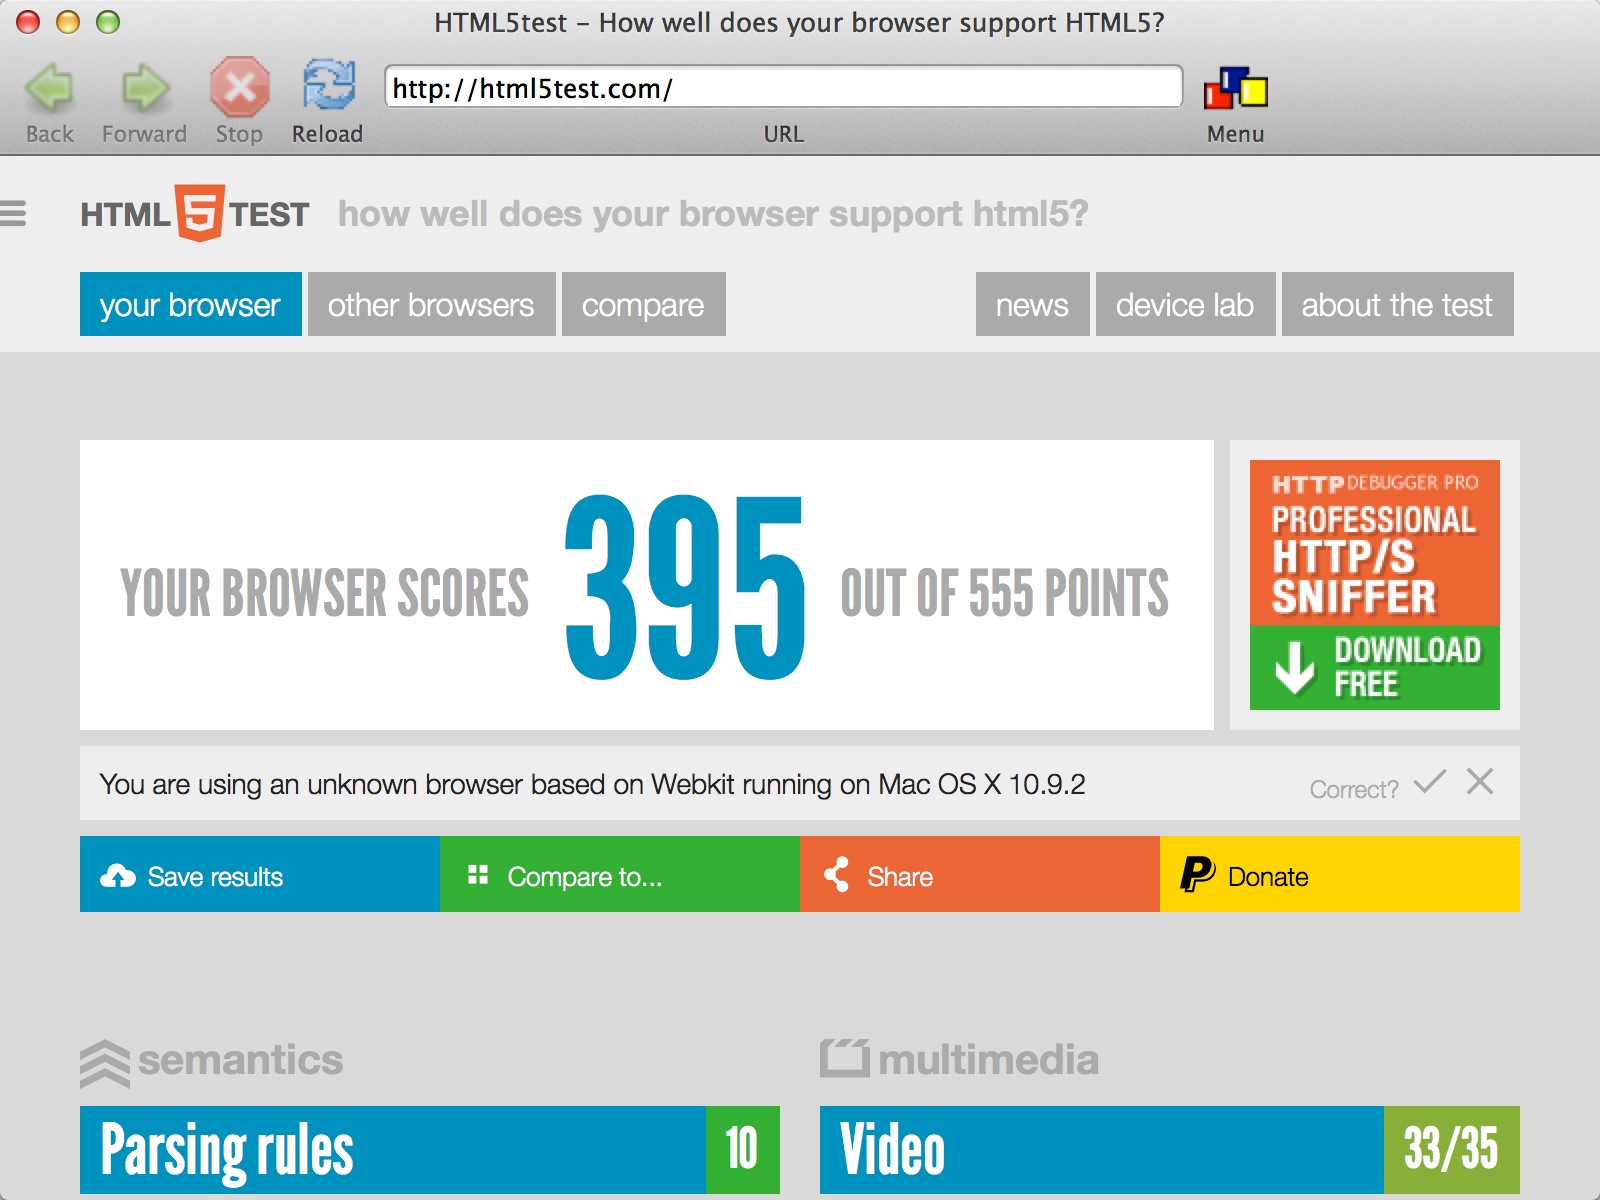 HTML5test – How well does your browser support HTML5?
Back Forward Stop Reload http://html5test.com/ URL Menu
HTML 5 TEST how well does your browser support html5?
your browser other browsers compare news device lab about the test
YOUR BROWSER SCORES 395 OUT OF 555 POINTS
HTTP DEBUGGER PRO
PROFESSIONAL
HTTP/S
SNIFFER
DOWNLOAD
FREE
You are using an unknown browser based on Webkit running on Mac OS X 10.9.2 Correct?
Save results Compare to... Share Donate
semantics multimedia
Parsing rules 10 Video 33/35